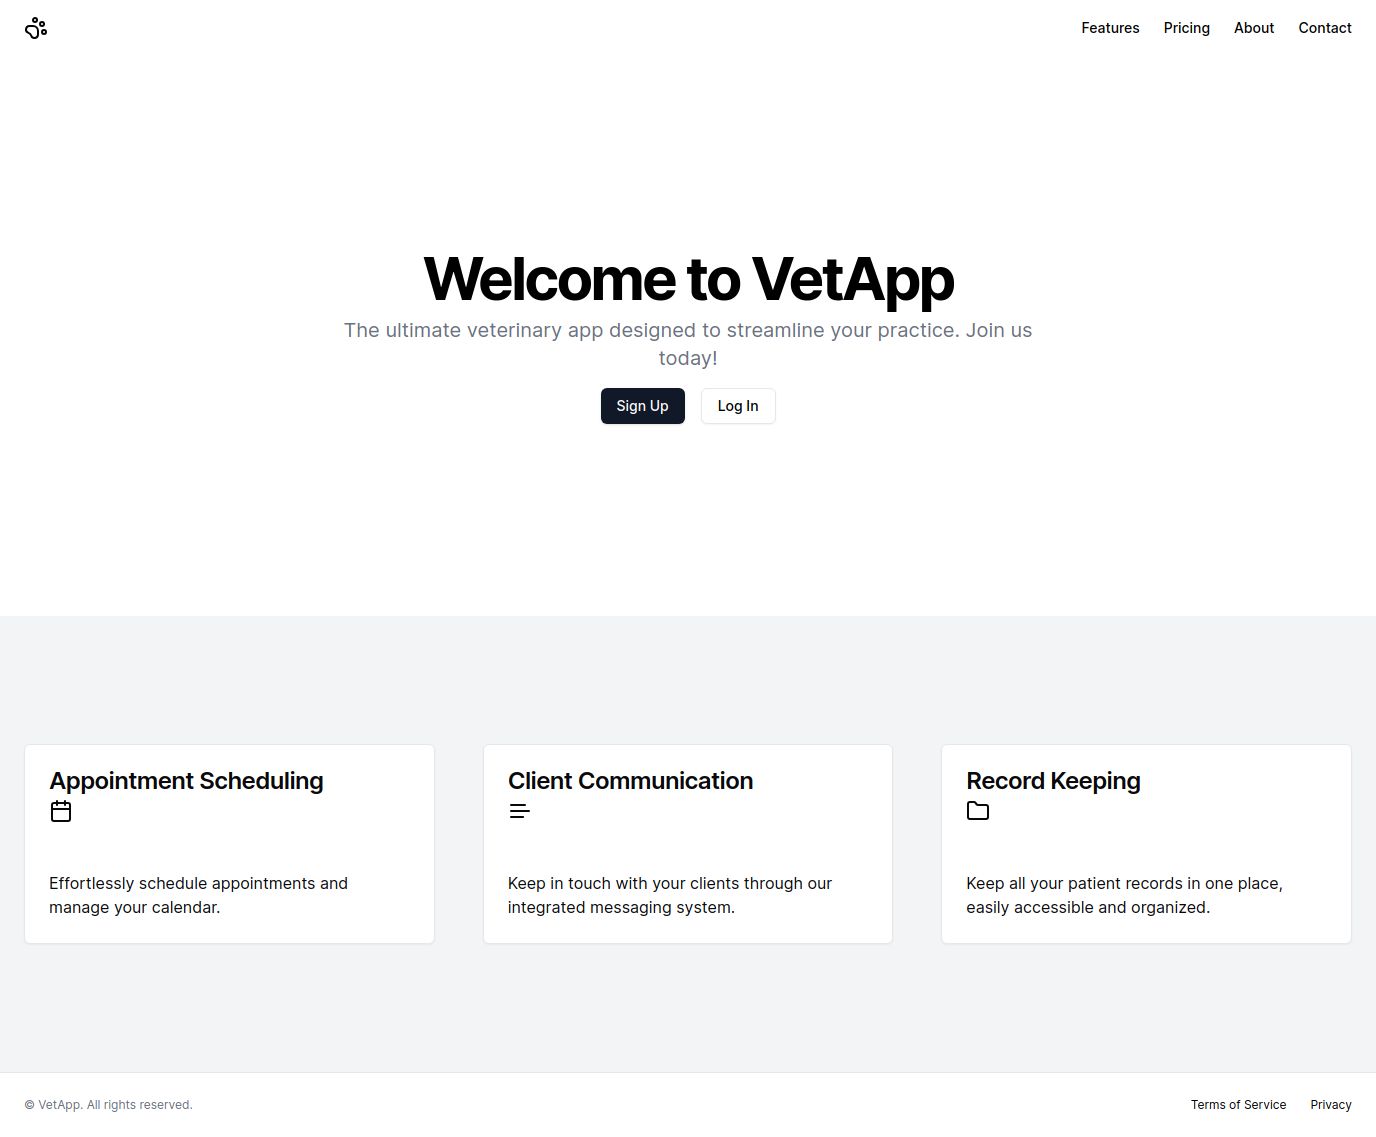 Features Pricing About Contact
Welcome to VetApp
The ultimate veterinary app designed to streamline your practice. Join us
today!
Sign Up Log In
Appointment Scheduling
Effortlessly schedule appointments and
manage your calendar.
Client Communication
Keep in touch with your clients through our
integrated messaging system.
Record Keeping
Keep all your patient records in one place,
easily accessible and organized.
© VetApp. All rights reserved.
Terms of Service Privacy